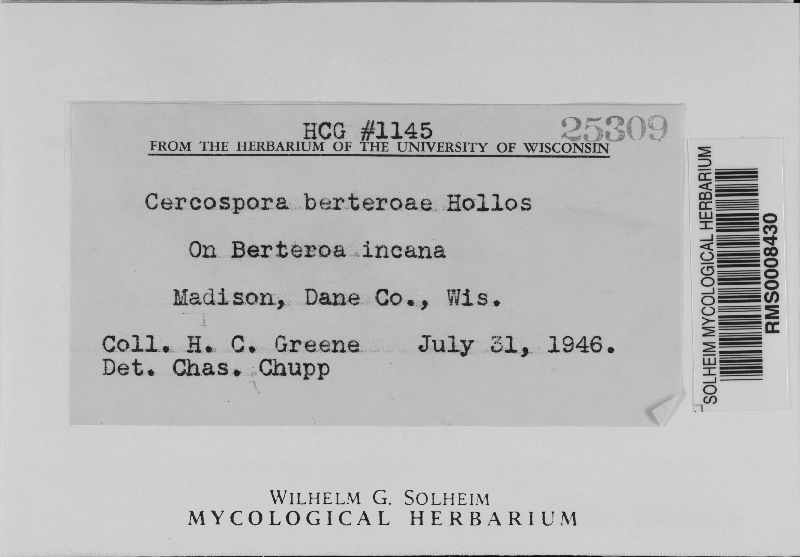 HCG #1145 25309
FROM THE HERBARIUM OF THE UNIVERSITY OF WISCONSIN
Cercospora berteroae Hollos
On Berteroa incana
Madison, Dane Co., Wis.
Coll. H. C. Greene July 31, 1946.
Det. Chas. Chupp
SOLHEIM MYCOLOGICAL HERBARIUM
RMS0008430
WILHELM G. SOLHEIM
MYCOLOGICAL HERBARIUM